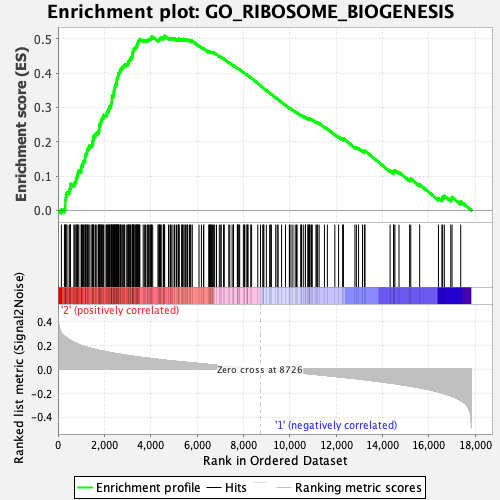 Enrichment plot: GO_RIBOSOME_BIOGENESIS
Enrichment score (ES)
0.5
0.4
0.3
0.2
0.1
0.0
Ranked list metric (Signal2Noise)
'2' (positively correlated)
0.4
0.2
0.0
-0.2
-0.4
Zero cross at 8726
'1' (negatively correlated)
0 2,000 4,000 6,000 8,000 10,000 12,000 14,000 16,000 18,000
Rank in Ordered Dataset
Enrichment profile Hits Ranking metric scores